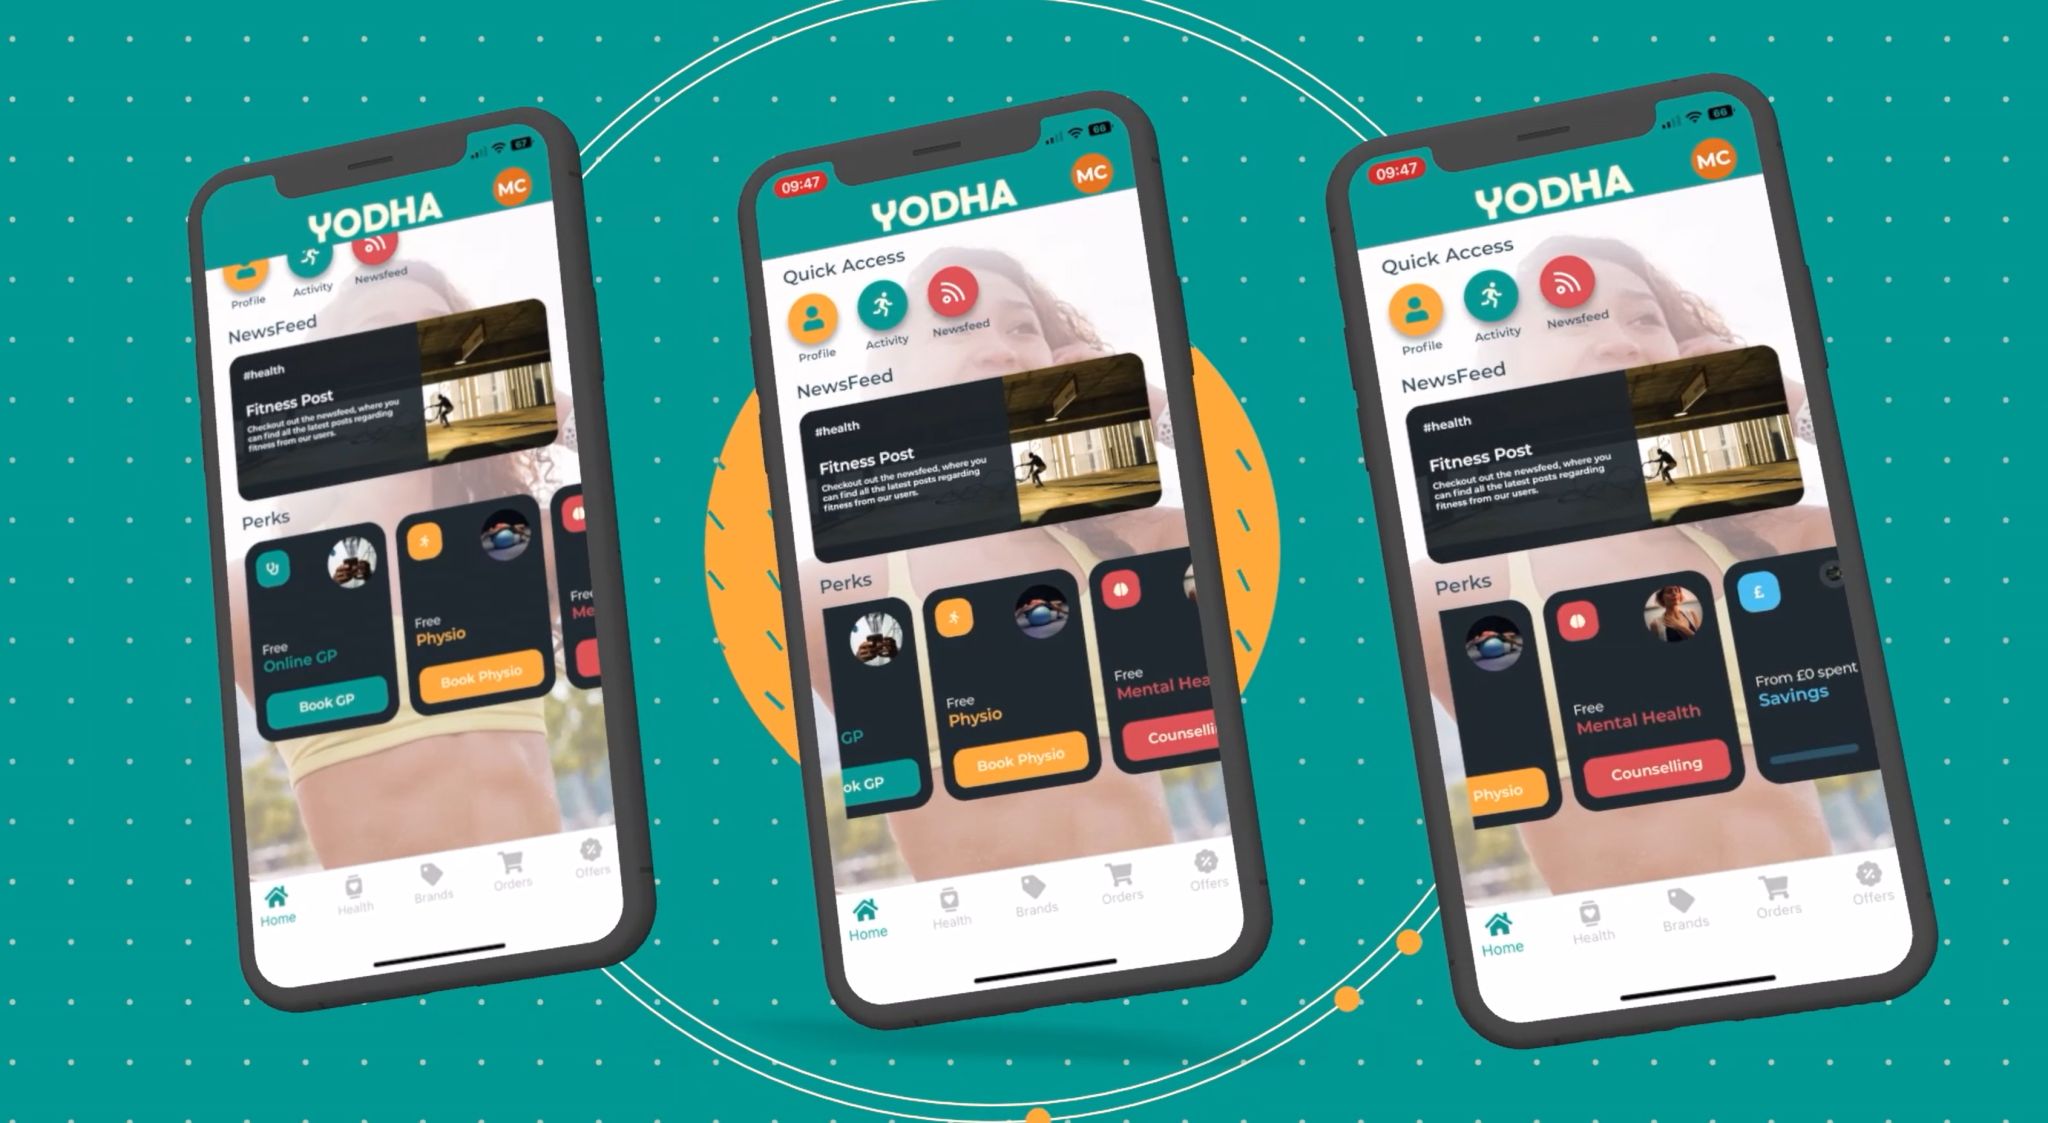 67
MC
YODHA
Profile
Activity
Newsfeed
NewsFeed
#health
Fitness Post
Checkout out the newsfeed, where you
can find all the latest posts regarding
fitness from our users.
Perks
Free
Online GP
Book GP
Free
Physio
Book Physio
Free
Me
Home
Health
Brands
Orders
Offers
09:47
66
MC
YODHA
Quick Access
Profile
Activity
Newsfeed
NewsFeed
#health
Fitness Post
Checkout out the newsfeed, where you
can find all the latest posts regarding
fitness from our users.
Perks
GP
ok GP
Free
Physio
Book Physio
Free
Mental Hea
Counselli
Home
Health
Brands
Orders
Offers
09:47
66
MC
YODHA
Quick Access
Profile
Activity
Newsfeed
NewsFeed
#health
Fitness Post
Checkout out the newsfeed, where you
can find all the latest posts regarding
fitness from our users.
Perks
Physio
Free
Mental Health
Counselling
£
From £0 spent
Savings
Home
Health
Brands
Orders
Offers